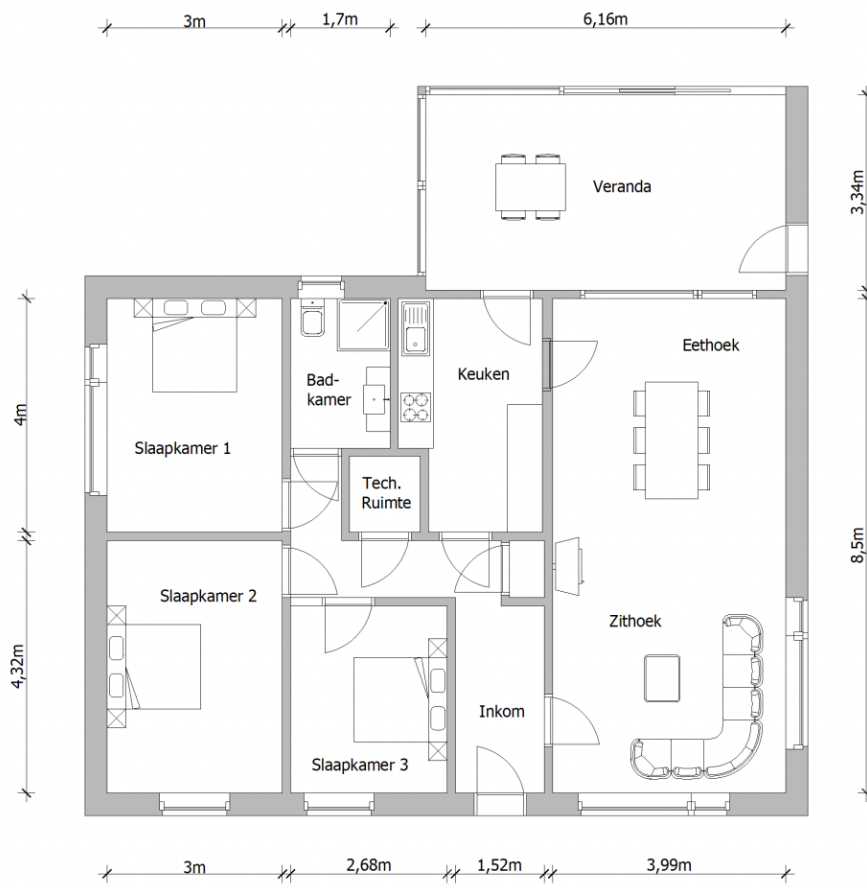 3m
1,7m
6,16m
Veranda
3,34m
Eethoek
Keuken
Bad-
kamer
4m
Slaapkamer 1
Tech.
Ruimte
8,5m
Slaapkamer 2
Zithoek
4,32m
Inkom
Slaapkamer 3
3m
2,68m
1,52m
3,99m